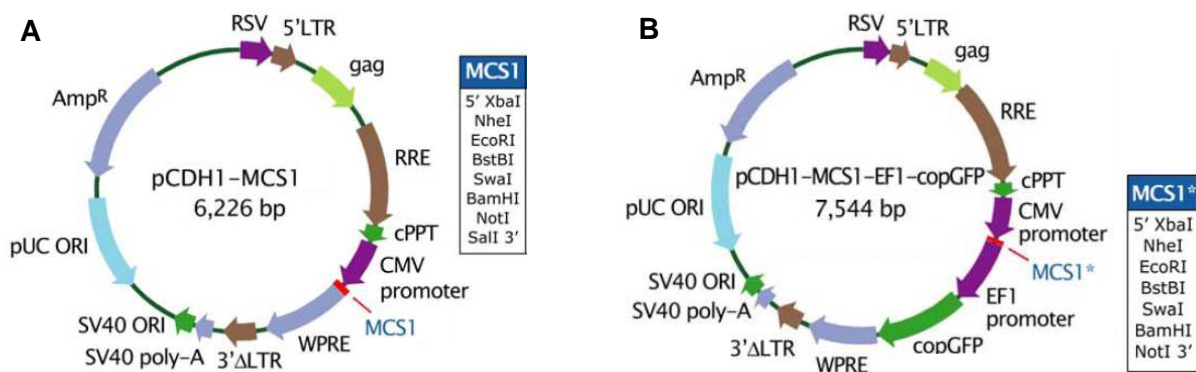 A
RSV
5'LTR
gag
RRE
cPPT
CMV
promoter
MCS1
WPRE
3'ΔLTR
SV40 poly-A
SV40 ORI
pUC ORI
AmpR
pCDH1-MCS1
6,226 bp
MCS1
5' XbaI
NheI
EcoRI
BstBI
SwaI
BamHI
NotI
SalI 3'
B
RSV
5'LTR
gag
RRE
cPPT
CMV
promoter
MCS1*
EF1
promoter
copGFP
WPRE
3'ΔLTR
SV40 poly-A
SV40 ORI
pUC ORI
AmpR
pCDH1-MCS1-EF1-copGFP
7,544 bp
MCS1*
5' XbaI
NheI
EcoRI
BstBI
SwaI
BamHI
NotI 3'